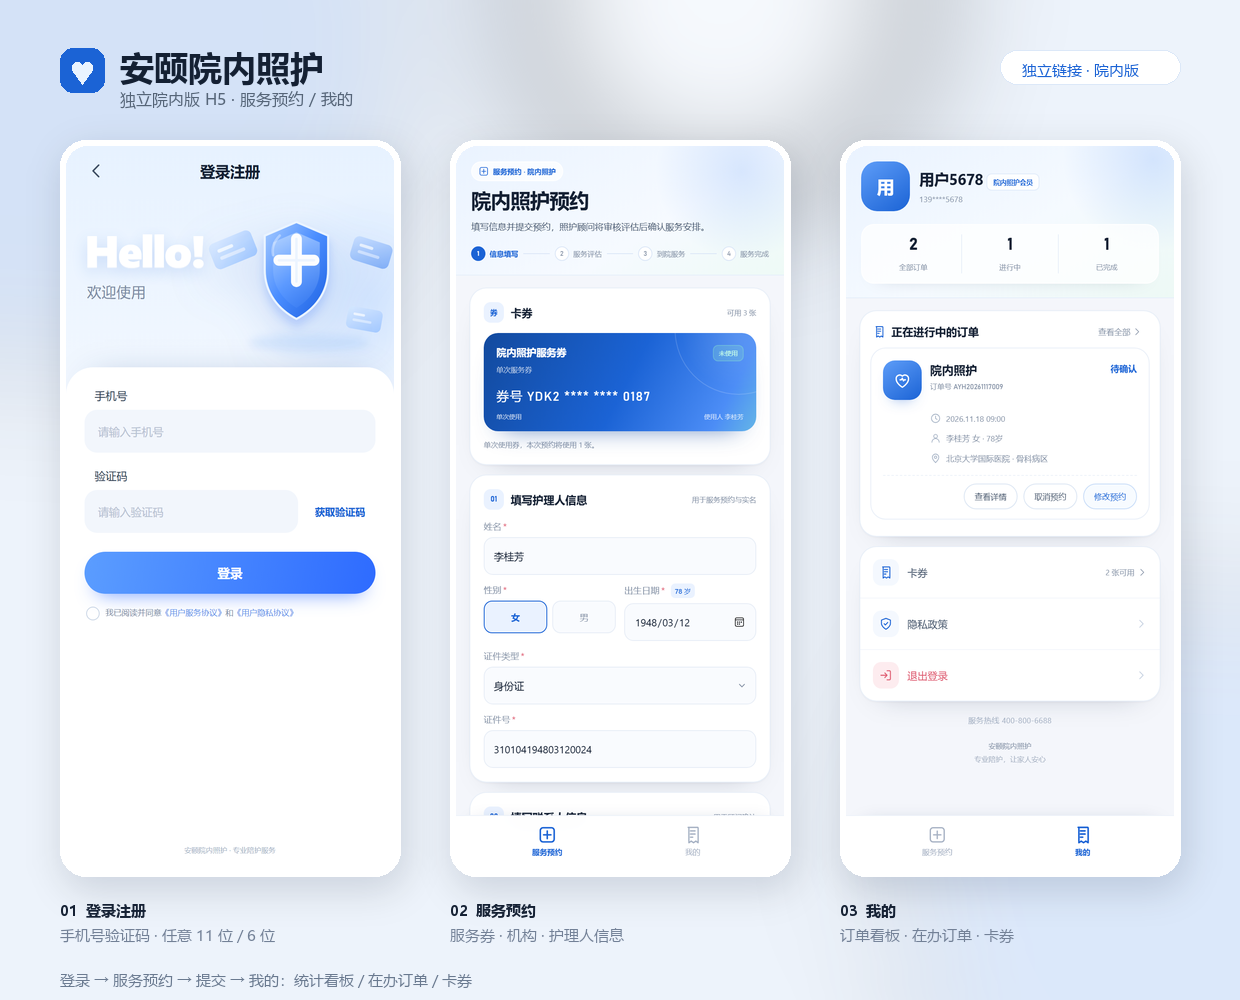 安颐院内照护
独立院内版 H5 · 服务预约 / 我的
独立链接 · 院内版
登录注册
Hello!
欢迎使用
手机号
请输入手机号
验证码
请输入验证码
获取验证码
登录
我已阅读并同意《用户服务协议》和《用户隐私协议》
安颐院内照护 · 专业陪护服务
服务预约 · 院内照护
院内照护预约
填写信息并提交预约，照护顾问将审核评估后确认服务安排。
1 信息填写 2 服务评估 3 到院服务 4 服务完成
券 卡券 可用 3 张
院内照护服务券 未使用
单次服务券
券号 YDK2 **** **** 0187
单次使用 使用人 李桂芳
单次使用券，本次预约将使用 1 张。
01 填写护理人信息 用于服务预约与实名
姓名 *
李桂芳
性别 * 出生日期 * 78 岁
女 男 1948/03/12
证件类型 *
身份证
证件号 *
310104194803120024
服务预约 我的
用 用户5678 院内照护会员
139****5678
2 1 1
全部订单 进行中 已完成
正在进行中的订单 查看全部
院内照护 待确认
订单号 AYH20261117009
2026.11.18 09:00
李桂芳 女 · 78岁
北京大学国际医院 · 骨科病区
查看详情 取消预约 修改预约
卡券 2 张可用
隐私政策
退出登录
服务热线 400-800-6688
安颐院内照护
专业陪护，让家人安心
服务预约 我的
01 登录注册
手机号验证码 · 任意 11 位 / 6 位
02 服务预约
服务券 · 机构 · 护理人信息
03 我的
订单看板 · 在办订单 · 卡券
登录 → 服务预约 → 提交 → 我的：统计看板 / 在办订单 / 卡券